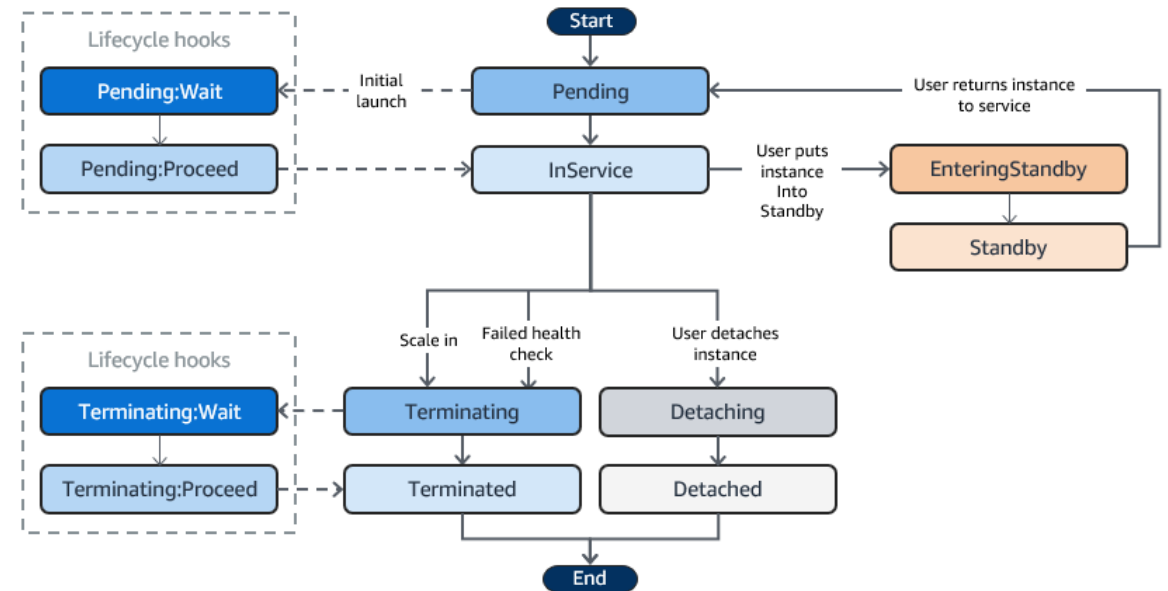 Start
Lifecycle hooks
Pending:Wait
Initial
launch
Pending
User returns instance
to service
Pending:Proceed
InService
User puts
instance
Into
Standby
EnteringStandby
Standby
Scale in
Failed health
check
User detaches
instance
Lifecycle hooks
Terminating:Wait
Terminating
Detaching
Terminating:Proceed
Terminated
Detached
End